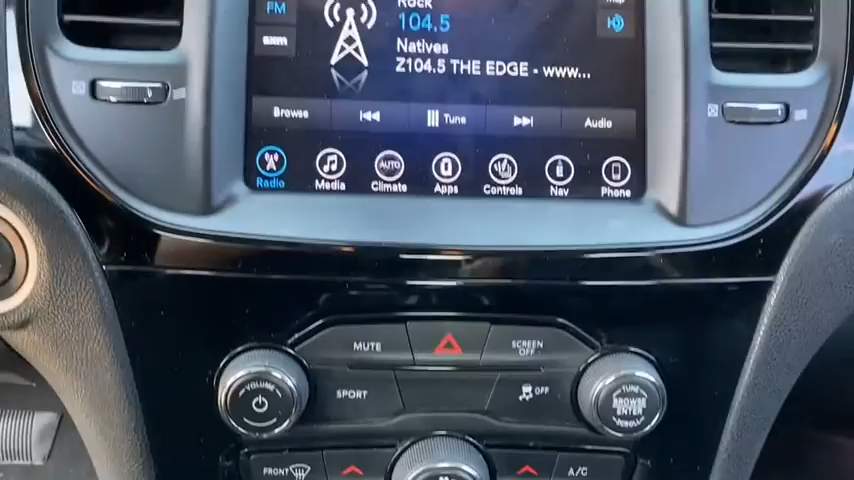 Rock
FM
104.5
sxm
Natives
Z104.5 THE EDGE - www...
Browse
Tune
Audio
Radio
Media
AUTO
Climate
Apps
Controls
N
Nav
Phone
MUTE
SCREEN
OFF
SPORT
OFF
VOLUME
TUNE
BROWSE
ENTER
SCROLL
FRONT
A/C